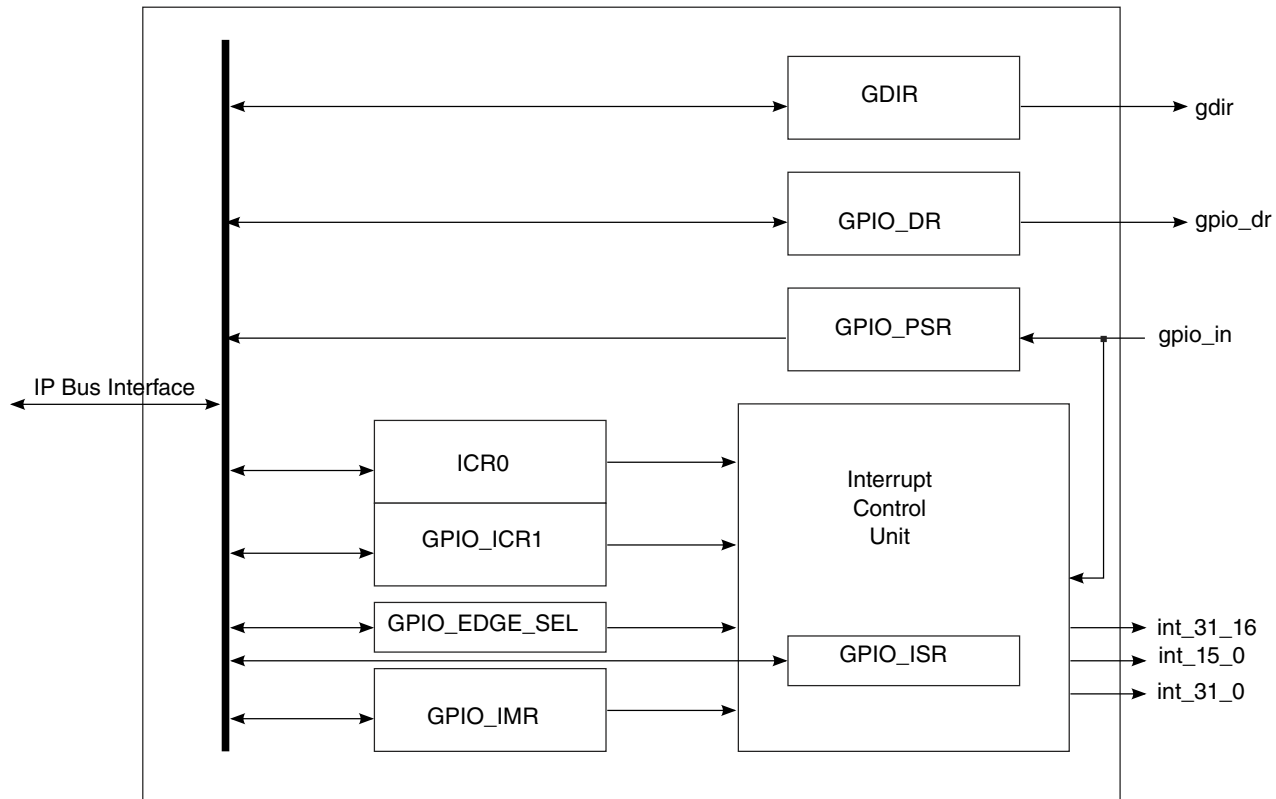 GDIR
gdir
GPIO_DR
gpio_dr
GPIO_PSR
gpio_in
IP Bus Interface
ICR0
GPIO_ICR1
Interrupt
Control
Unit
GPIO_EDGE_SEL
int_31_16
GPIO_ISR
int_15_0
int_31_0
GPIO_IMR